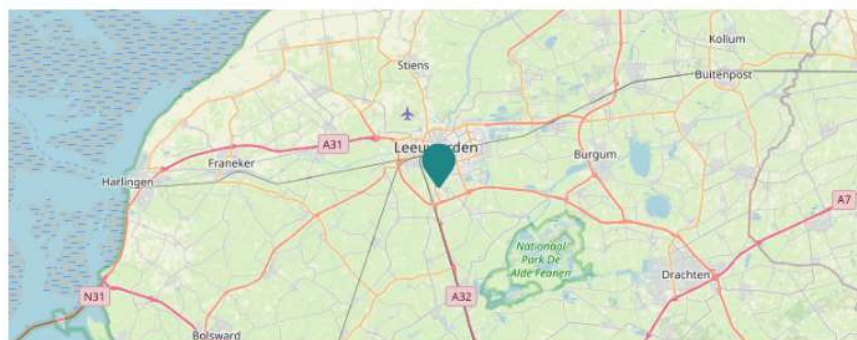 Kollum
Stiens
Buitenpost
A31
Leeuwarden
Burgum
Franeker
Harlingen
A7
Nationaal
Park De
Alde Feanen
Drachten
N31
A32
Bolsward